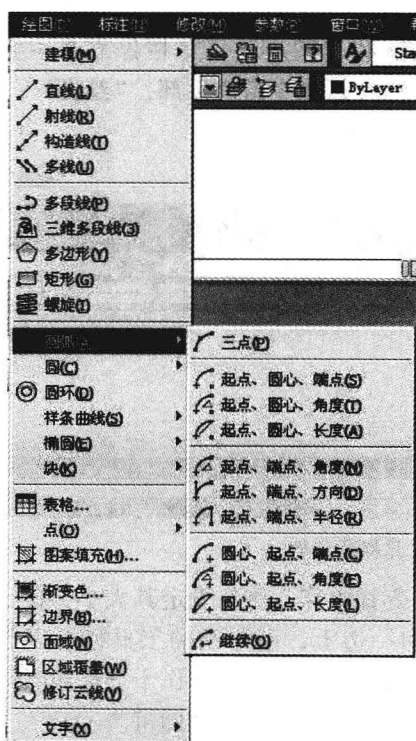 绘图(D) 标注(N) 修改(M) 参数(P) 窗口(W)
建模(M)
Sta
直线(L)
ByLayer
射线(R)
构造线(T)
多线(U)
多段线(P)
三维多段线(3)
多边形(Y)
矩形(G)
螺旋(I)
圆弧(A)
三点(P)
圆(C)
圆环(D)
起点、圆心、端点(S)
样条曲线(S)
起点、圆心、角度(T)
椭圆(E)
起点、圆心、长度(A)
块(K)
起点、端点、角度(N)
表格...
起点、端点、方向(D)
点(O)
起点、端点、半径(R)
图案填充(H)...
圆心、起点、端点(C)
渐变色...
圆心、起点、角度(E)
边界(B)...
圆心、起点、长度(L)
面域(N)
继续(O)
区域覆盖(W)
修订云线(V)
文字(X)